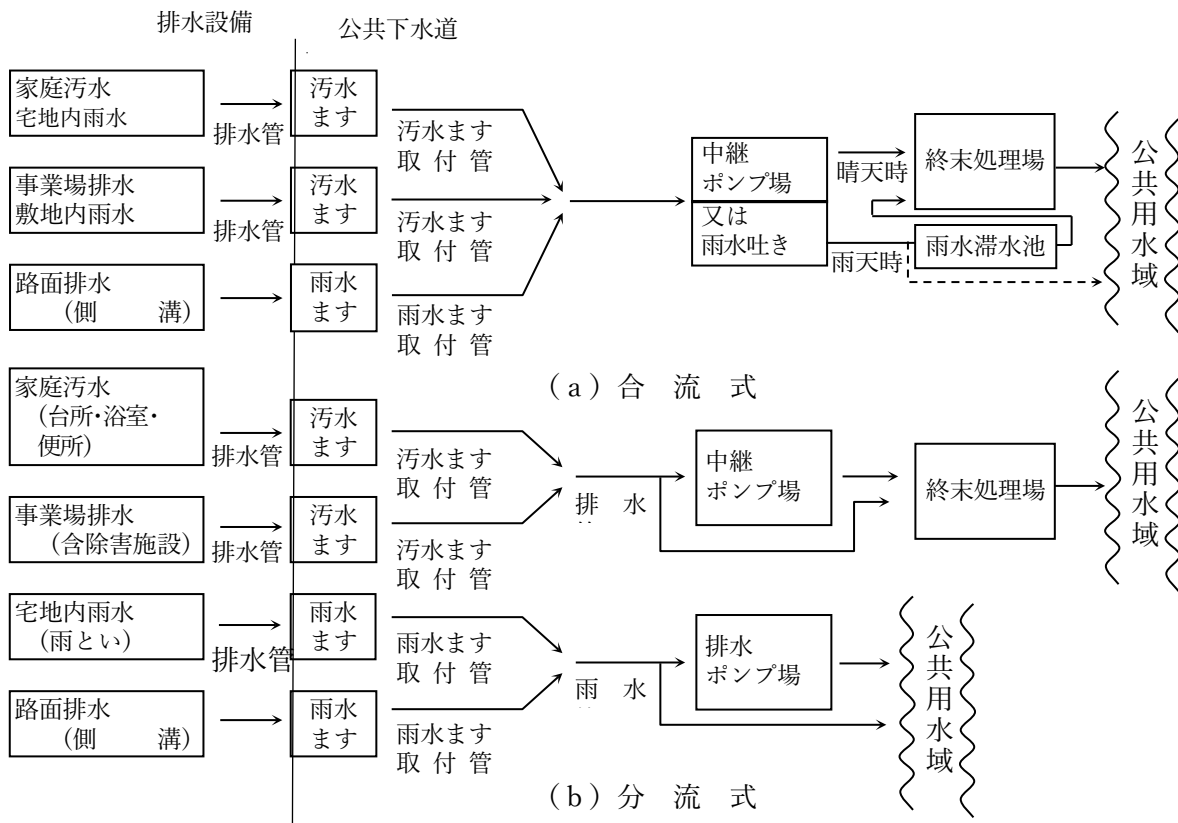 排水設備
公共下水道
家庭汚水
宅地内雨水
排水管
汚水
ます
汚水ます
取 付 管
事業場排水
敷地内雨水
排水管
汚水
ます
汚水ます
取 付 管
路面排水
(側 溝)
雨水
ます
雨水ます
取 付 管
中継
ポンプ場
又は
雨水吐き
晴天時
雨天時
終末処理場
雨水滞水池
公共用水域
(a) 合 流 式
家庭汚水
(台所･浴室･
便所)
排水管
汚水
ます
汚水ます
取 付 管
事業場排水
(含除害施設)
排水管
汚水
ます
汚水ます
取 付 管
排 水
中継
ポンプ場
終末処理場
公共用水域
宅地内雨水
(雨とい)
排水管
雨水
ます
雨水ます
取 付 管
路面排水
(側 溝)
雨水
ます
雨水ます
取 付 管
雨 水
排水
ポンプ場
公共用水域
(b) 分 流 式